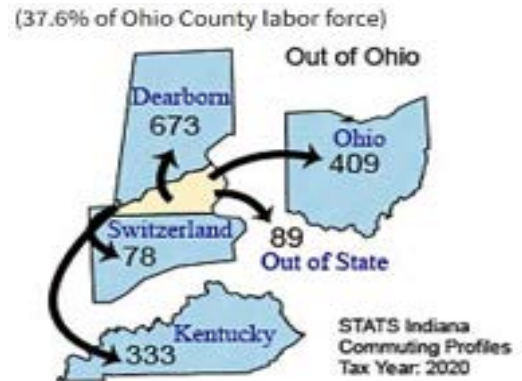 (37.6% of Ohio County labor force)
Out of Ohio
Dearborn
673
Ohio
409
Switzerland
78
89
Out of State
Kentucky
333
STATS Indiana
Commuting Profiles
Tax Year: 2020